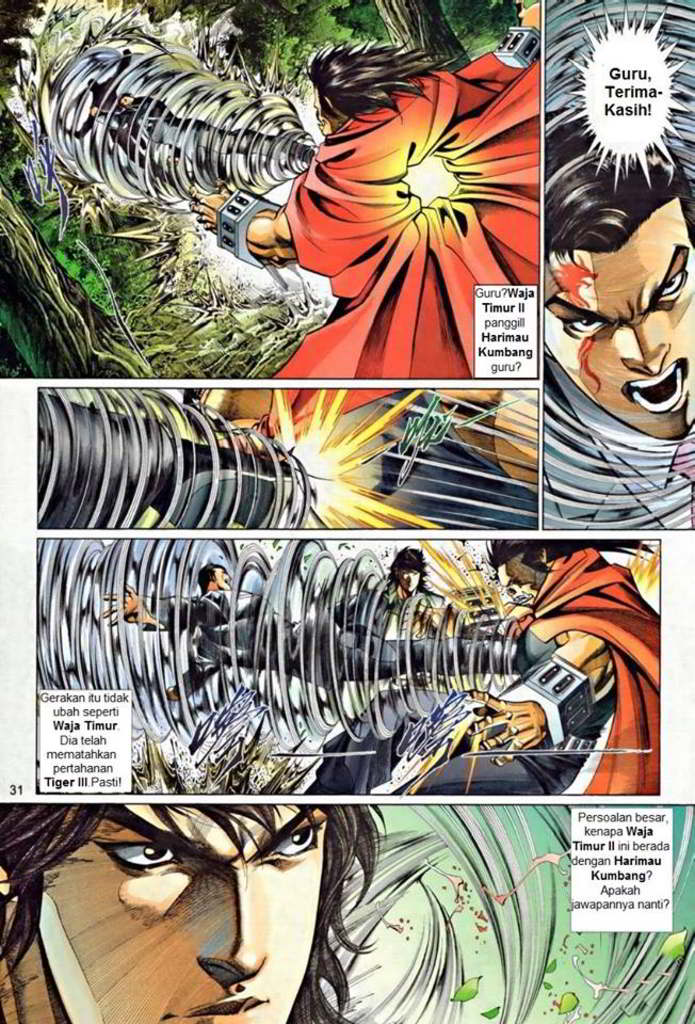 Guru,
Terima-
Kasih!
Guru?Waja
Timur II
panggill
Harimau
Kumbang
guru?
Gerakan itu tidak
ubah seperti
Waja Timur.
Dia telah
mematahkan
pertahanan
Tiger III.Pasti!
31
Persoalan besar,
kenapa Waja
Timur II ini berada
dengan Harimau
Kumbang?
Apakah
jawapannya nanti?